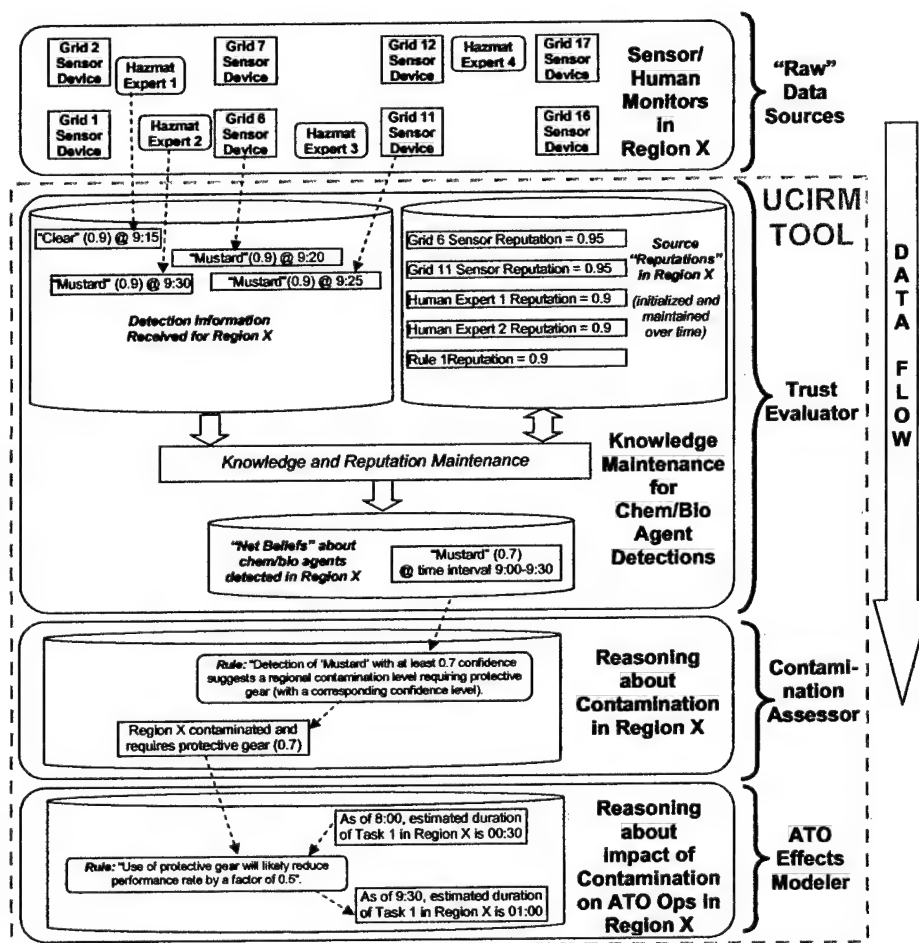 Grid 2
Sensor
Device
Hazmat
Expert 1
Grid 7
Sensor
Device
Grid 12
Sensor
Device
Hazmat
Expert 4
Grid 17
Sensor
Device
Grid 1
Sensor
Device
Hazmat
Expert 2
Grid 6
Sensor
Device
Hazmat
Expert 3
Grid 11
Sensor
Device
Grid 16
Sensor
Device
Sensor/
Human
Monitors
in
Region X
"Raw"
Data
Sources
UCIRM
TOOL
"Clear" (0.9) @ 9:15
"Mustard"(0.9) @ 9:20
"Mustard" (0.9) @ 9:30
"Mustard"(0.9) @ 9:25
Detection Information
Received for Region X
Grid 6 Sensor Reputation = 0.95
Grid 11 Sensor Reputation = 0.95
Human Expert 1 Reputation = 0.9
Human Expert 2 Reputation = 0.9
Rule 1Reputation = 0.9
Source
"Reputations"
in Region X
(initialized and
maintained
over time)
Knowledge and Reputation Maintenance
Knowledge
Maintenance
for
Chem/Bio
Agent
Detections
Trust
Evaluator
"Net Beliefs" about
chem/bio agents
detected in Region X
"Mustard" (0.7)
@ time interval 9:00-9:30
Rule: "Detection of 'Mustard' with at least 0.7 confidence
suggests a regional contamination level requiring protective
gear (with a corresponding confidence level).
Region X contaminated and
requires protective gear (0.7)
Reasoning
about
Contamination
in Region X
Contami-
nation
Assessor
As of 8:00, estimated duration
of Task 1 in Region X is 00:30
Rule: "Use of protective gear will likely reduce
performance rate by a factor of 0.5".
As of 9:30, estimated duration
of Task 1 in Region X is 01:00
Reasoning
about
impact of
Contamination
on ATO Ops in
Region X
ATO
Effects
Modeler
D
A
T
A
F
L
O
W